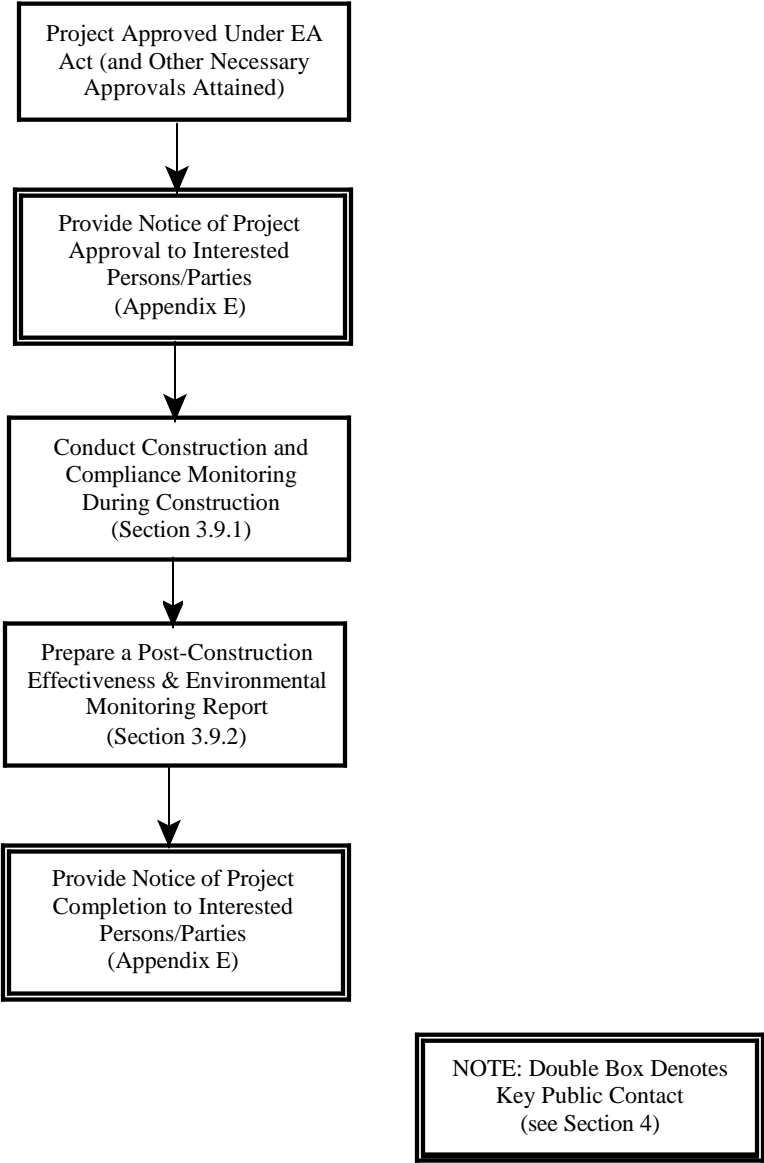 Project Approved Under EA
Act (and Other Necessary
Approvals Attained)
Provide Notice of Project
Approval to Interested
Persons/Parties
(Appendix E)
Conduct Construction and
Compliance Monitoring
During Construction
(Section 3.9.1)
Prepare a Post-Construction
Effectiveness & Environmental
Monitoring Report
(Section 3.9.2)
Provide Notice of Project
Completion to Interested
Persons/Parties
(Appendix E)
NOTE: Double Box Denotes
Key Public Contact
(see Section 4)